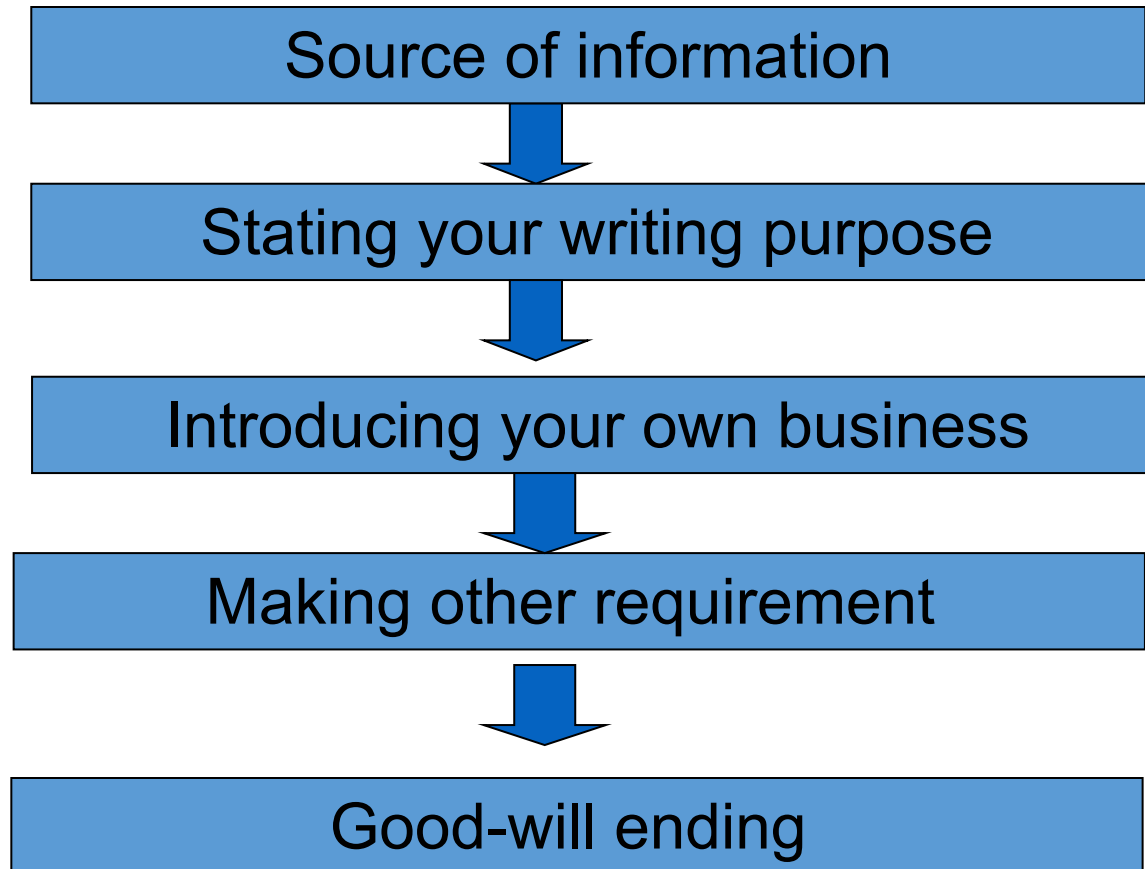 Source of information
Stating your writing purpose
Introducing your own business
Making other requirement
Good-will ending